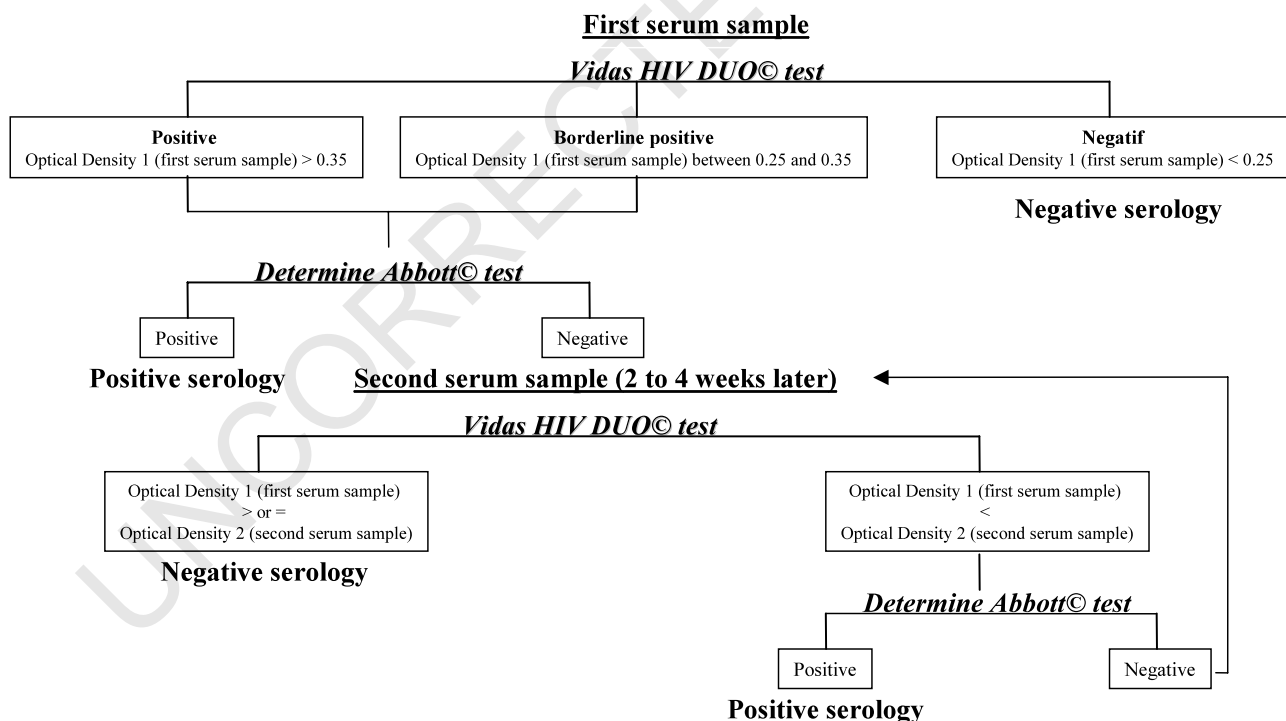 First serum sample
Vidas HIV DUO© test
Positive
Optical Density 1 (first serum sample) > 0.35
Borderline positive
Optical Density 1 (first serum sample) between 0.25 and 0.35
Negatif
Optical Density 1 (first serum sample) < 0.25
Negative serology
Determine Abbott© test
Positive
Negative
Positive serology
Second serum sample (2 to 4 weeks later)
Vidas HIV DUO© test
Optical Density 1 (first serum sample)
> or =
Optical Density 2 (second serum sample)
Negative serology
Optical Density 1 (first serum sample)
<
Optical Density 2 (second serum sample)
Determine Abbott© test
Positive
Negative
Positive serology
UNCORRECTE